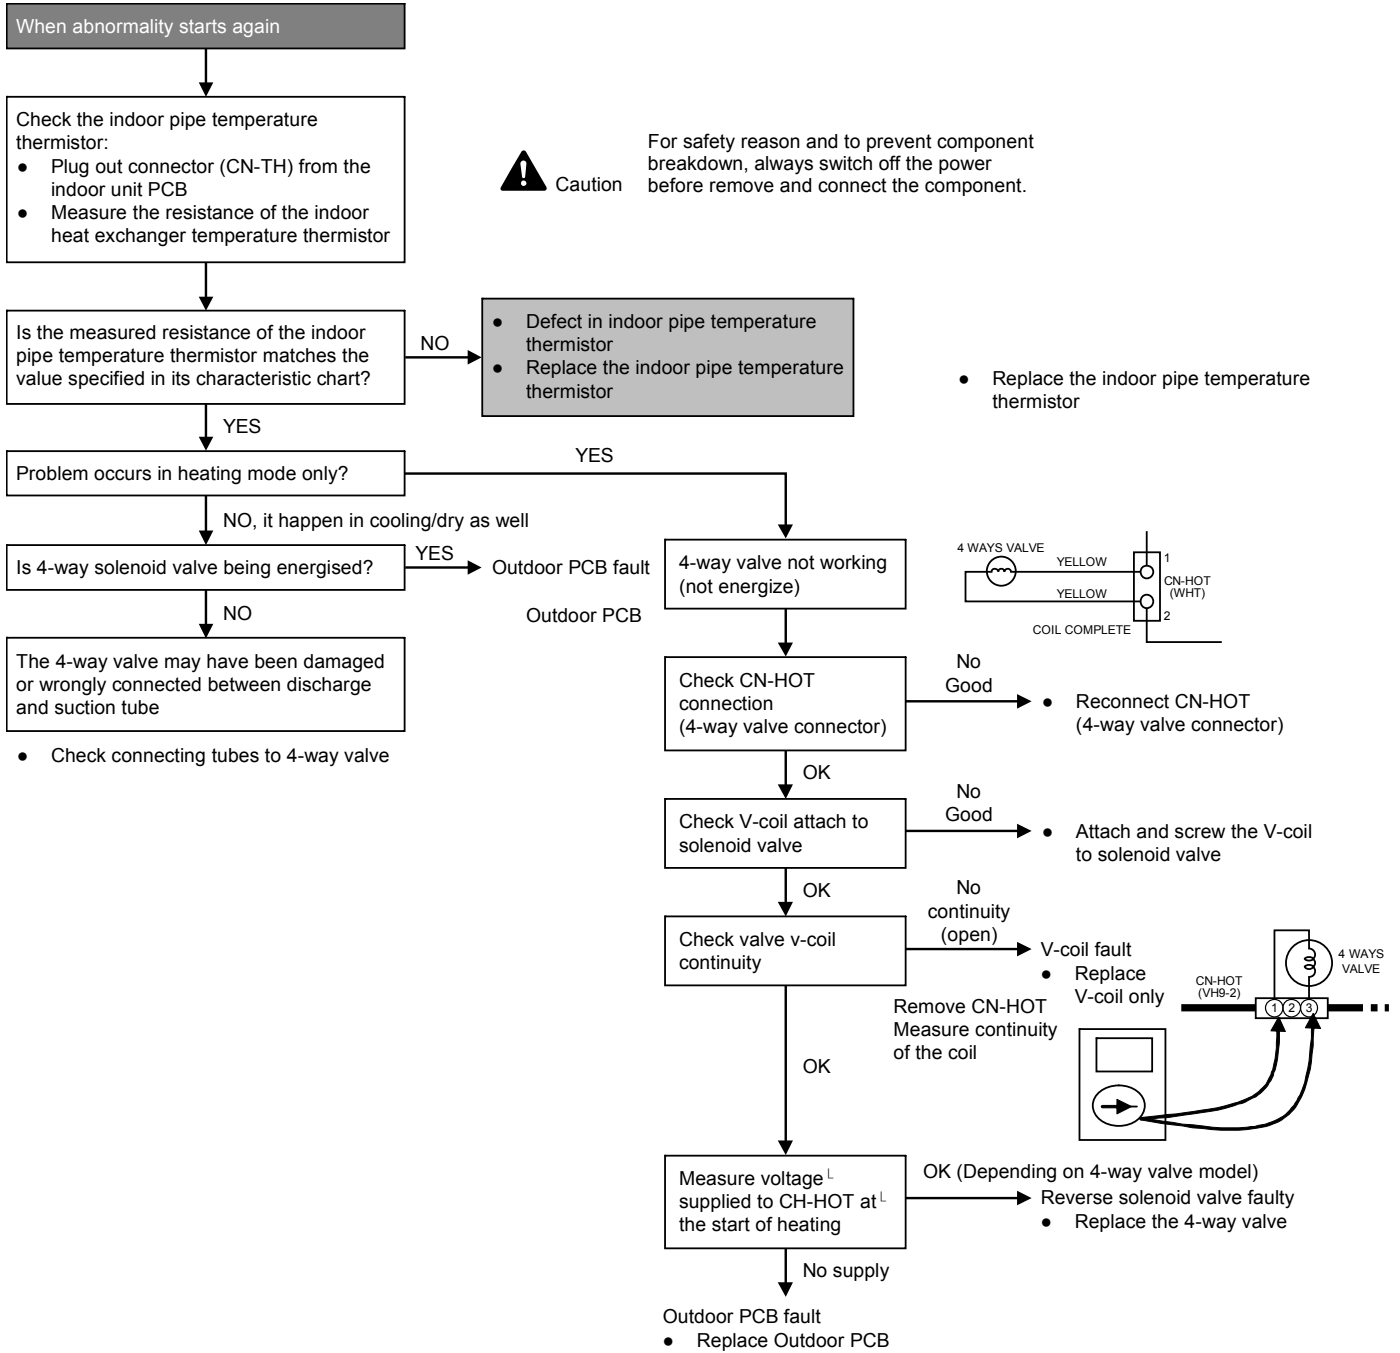 When abnormality starts again
Check the indoor pipe temperature
thermistor:
● Plug out connector (CN-TH) from the
indoor unit PCB
● Measure the resistance of the indoor
heat exchanger temperature thermistor
Caution
For safety reason and to prevent component
breakdown, always switch off the power
before remove and connect the component.
Is the measured resistance of the indoor
pipe temperature thermistor matches the
value specified in its characteristic chart?
NO
● Defect in indoor pipe temperature
thermistor
● Replace the indoor pipe temperature
thermistor
● Replace the indoor pipe temperature
thermistor
YES
Problem occurs in heating mode only?
YES
NO, it happen in cooling/dry as well
Is 4-way solenoid valve being energised?
YES
Outdoor PCB fault
Outdoor PCB
NO
The 4-way valve may have been damaged
or wrongly connected between discharge
and suction tube
● Check connecting tubes to 4-way valve
4-way valve not working
(not energize)
4 WAYS VALVE
YELLOW
YELLOW
1
CN-HOT
(WHT)
2
COIL COMPLETE
Check CN-HOT
connection
(4-way valve connector)
No
Good
● Reconnect CN-HOT
(4-way valve connector)
OK
Check V-coil attach to
solenoid valve
No
Good
● Attach and screw the V-coil
to solenoid valve
OK
Check valve v-coil
continuity
No
continuity
(open)
V-coil fault
● Replace
V-coil only
Remove CN-HOT
Measure continuity
of the coil
CN-HOT
(VH9-2)
4 WAYS
VALVE
1 2 3
OK
Measure voltage
supplied to CH-HOT at
the start of heating
OK (Depending on 4-way valve model)
Reverse solenoid valve faulty
● Replace the 4-way valve
No supply
Outdoor PCB fault
● Replace Outdoor PCB